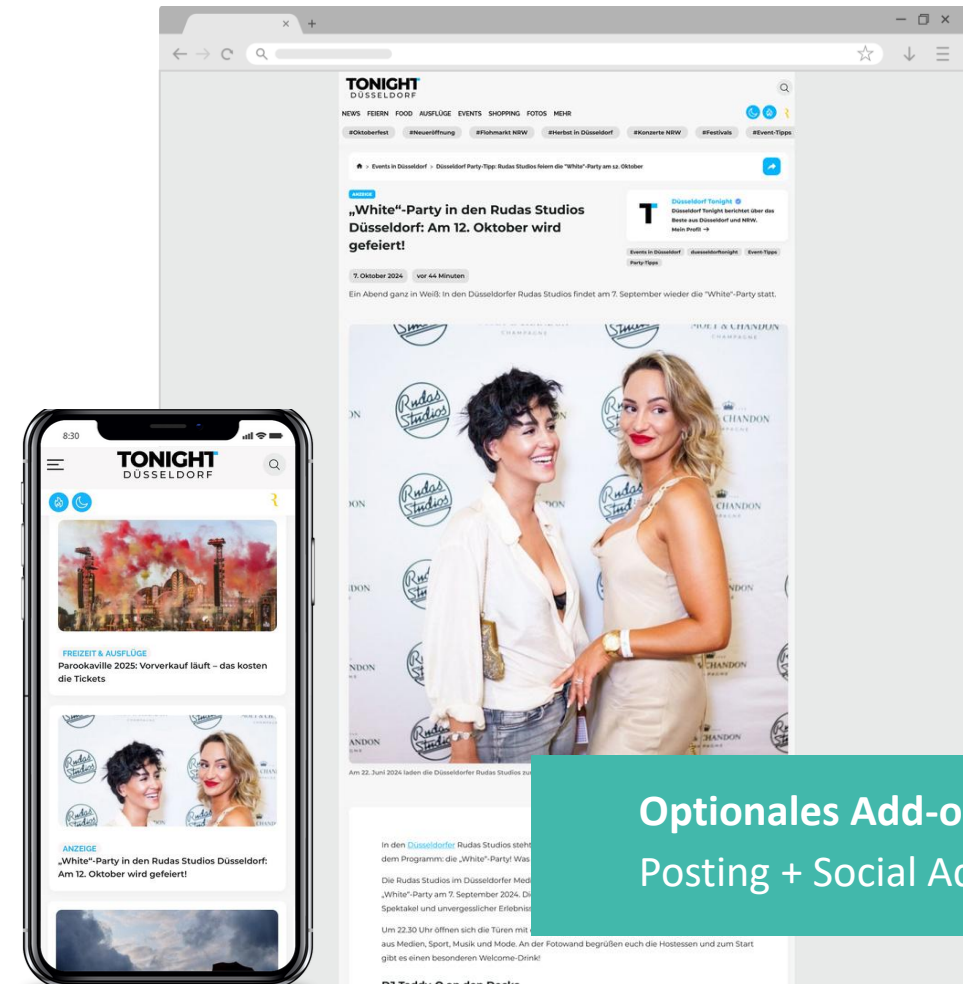 TONIGHT
DÜSSELDORF
NEWS FEIERN FOOD AUSFLÜGE EVENTS SHOPPING FOTOS MEHR
#Oktoberfest #Neueröffnung #Flohmarkt NRW #Herbst in Düsseldorf #Konzerte NRW #Festivals #Event-Tipps
> Events in Düsseldorf > Düsseldorf Party-Tipp: Rudas Studios feiern die "White"-Party am 12. Oktober
ANZEIGE
„White“-Party in den Rudas Studios
Düsseldorf: Am 12. Oktober wird
gefeiert!
7. Oktober 2024 vor 44 Minuten
T
Düsseldorf Tonight
Düsseldorf Tonight berichtet über das
Beste aus Düsseldorf und NRW.
Mein Profil →
Events in Düsseldorf duesseldorftonight Event-Tipps
Party-Tipps
Ein Abend ganz in Weiß: In den Düsseldorfer Rudas Studios findet am 7. September wieder die "White"-Party statt.
MOËT & CHANDON
CHAMPAGNE
Rudas
Studios
CHANDON
Rudas
Studios
CHANDON
Am 22. Juni 2024 laden die Düsseldorfer Rudas Studios zur
In den Düsseldorfer Rudas Studios steht
dem Programm: die „White“-Party! Was
Die Rudas Studios im Düsseldorfer Medi
„White“-Party am 7. September 2024. Di
Spektakel und unvergesslicher Erlebniss
Um 22.30 Uhr öffnen sich die Türen mit
aus Medien, Sport, Musik und Mode. An der Fotowand begrüßen euch die Hostessen und zum Start
gibt es einen besonderen Welcome-Drink!
Optionales Add-o
Posting + Social Ad
8:30
TONIGHT
DÜSSELDORF
FREIZEIT & AUSFLÜGE
Parookaville 2025: Vorverkauf läuft – das kosten
die Tickets
ANZEIGE
„White“-Party in den Rudas Studios Düsseldorf:
Am 12. Oktober wird gefeiert!